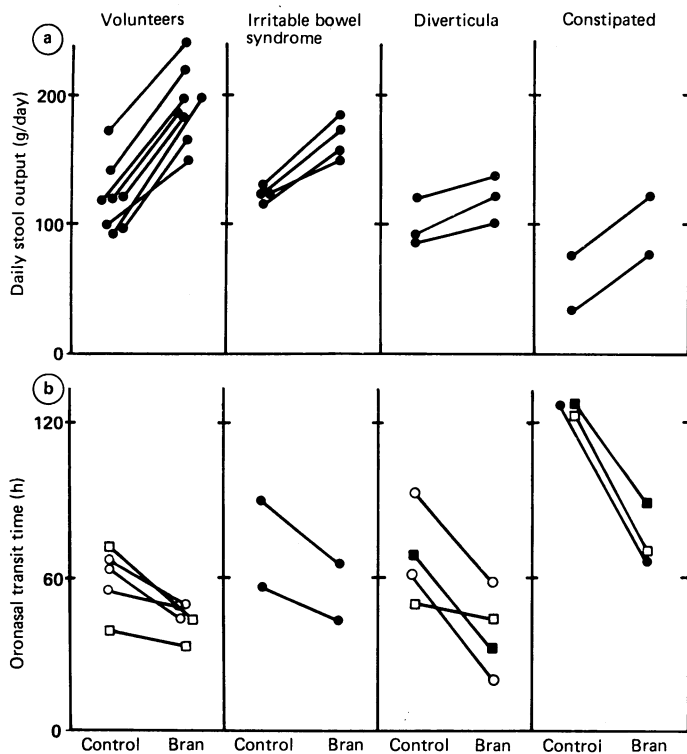 Volunteers
Irritable bowel
syndrome
Diverticula
Constipated
a
Daily stool output (g/day)
200
100
0
b
Oronasal transit time (h)
120
60
0
Control Bran Control Bran Control Bran Control Bran